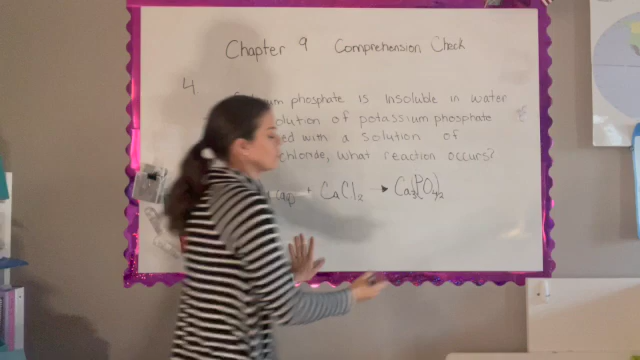 Chapter 9 Comprehension Check
4
phosphate is insoluble in water
solution of potassium phosphate
with a solution of
chloride, what reaction occurs?
+ CaCl₂ → Ca₃(PO₄)₂